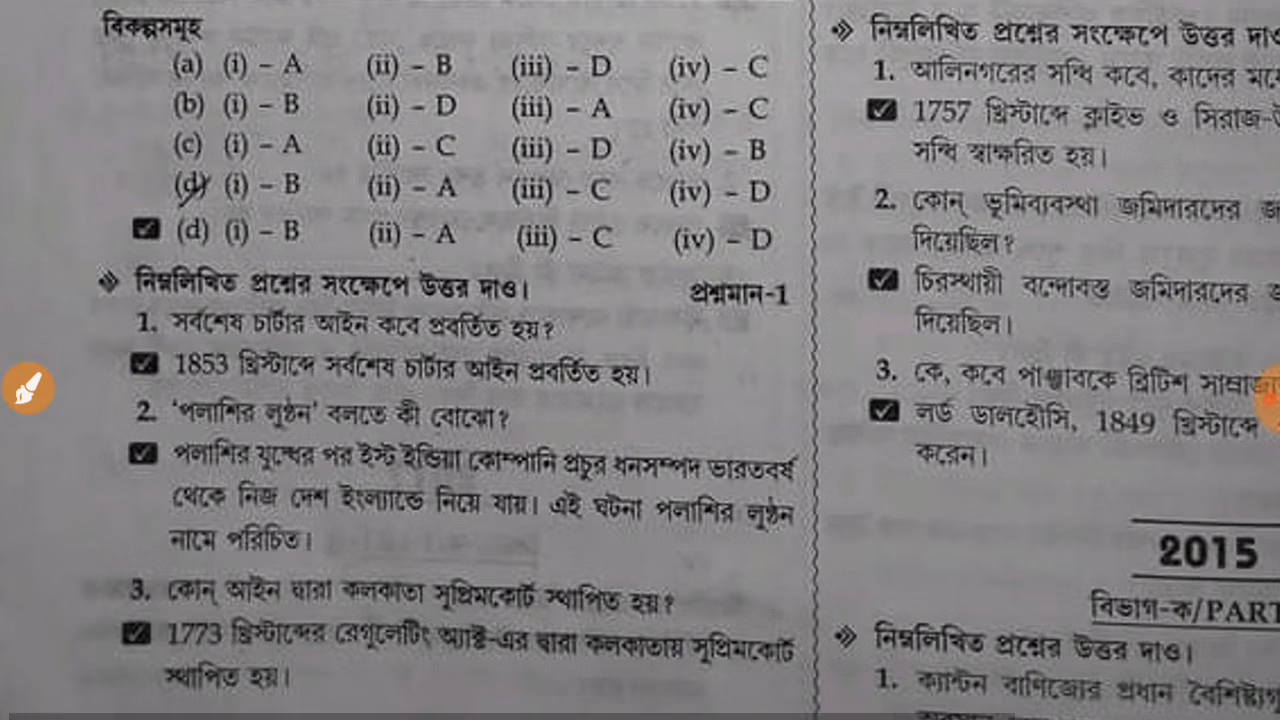 বিকল্পসমূহ
(a) (i) – A (ii) – B (iii) – D (iv) – C
(b) (i) – B (ii) – D (iii) – A (iv) – C
(c) (i) – A (ii) – C (iii) – D (iv) – B
(d) (i) – B (ii) – A (iii) – C (iv) – D
(d) (i) – B (ii) – A (iii) – C (iv) – D
নিম্নলিখিত প্রশ্নের সংক্ষেপে উত্তর দাও। প্রশ্নমান-1
1. সর্বশেষ চার্টার আইন কবে প্রবর্তিত হয়?
1853 খ্রিস্টাব্দে সর্বশেষ চার্টার আইন প্রবর্তিত হয়।
2. ‘পলাশির লুণ্ঠন’ বলতে কী বোঝো?
পলাশির যুদ্ধের পর ইস্ট ইন্ডিয়া কোম্পানি প্রচুর ধনসম্পদ ভারতবর্ষ
থেকে নিজ দেশ ইংল্যান্ডে নিয়ে যায়। এই ঘটনা পলাশির লুণ্ঠন
নামে পরিচিত।
3. কোন্ আইন দ্বারা কলকাতা সুপ্রিমকোর্ট স্থাপিত হয়?
1773 খ্রিস্টাব্দের রেগুলেটিং অ্যাক্ট-এর দ্বারা কলকাতায় সুপ্রিমকোর্ট
স্থাপিত হয়।
নিম্নলিখিত প্রশ্নের সংক্ষেপে উত্তর
1. আলিনগরের সন্ধি কবে, কাদের
1757 খ্রিস্টাব্দে ক্লাইভ ও সিরাজ-
সন্ধি স্বাক্ষরিত হয়।
2. কোন্ ভূমিব্যবস্থা জমিদারদের
দিয়েছিল?
চিরস্থায়ী বন্দোবস্ত জমিদারদের
দিয়েছিল।
3. কে, কবে পাঞ্জাবকে ব্রিটিশ
লর্ড ডালহৌসি, 1849 খ্রিস্টাব্দে
করেন।
2015
বিভাগ-ক/PART
নিম্নলিখিত প্রশ্নের উত্তর দাও।
1. ক্যান্টন বাণিজ্যের প্রধান